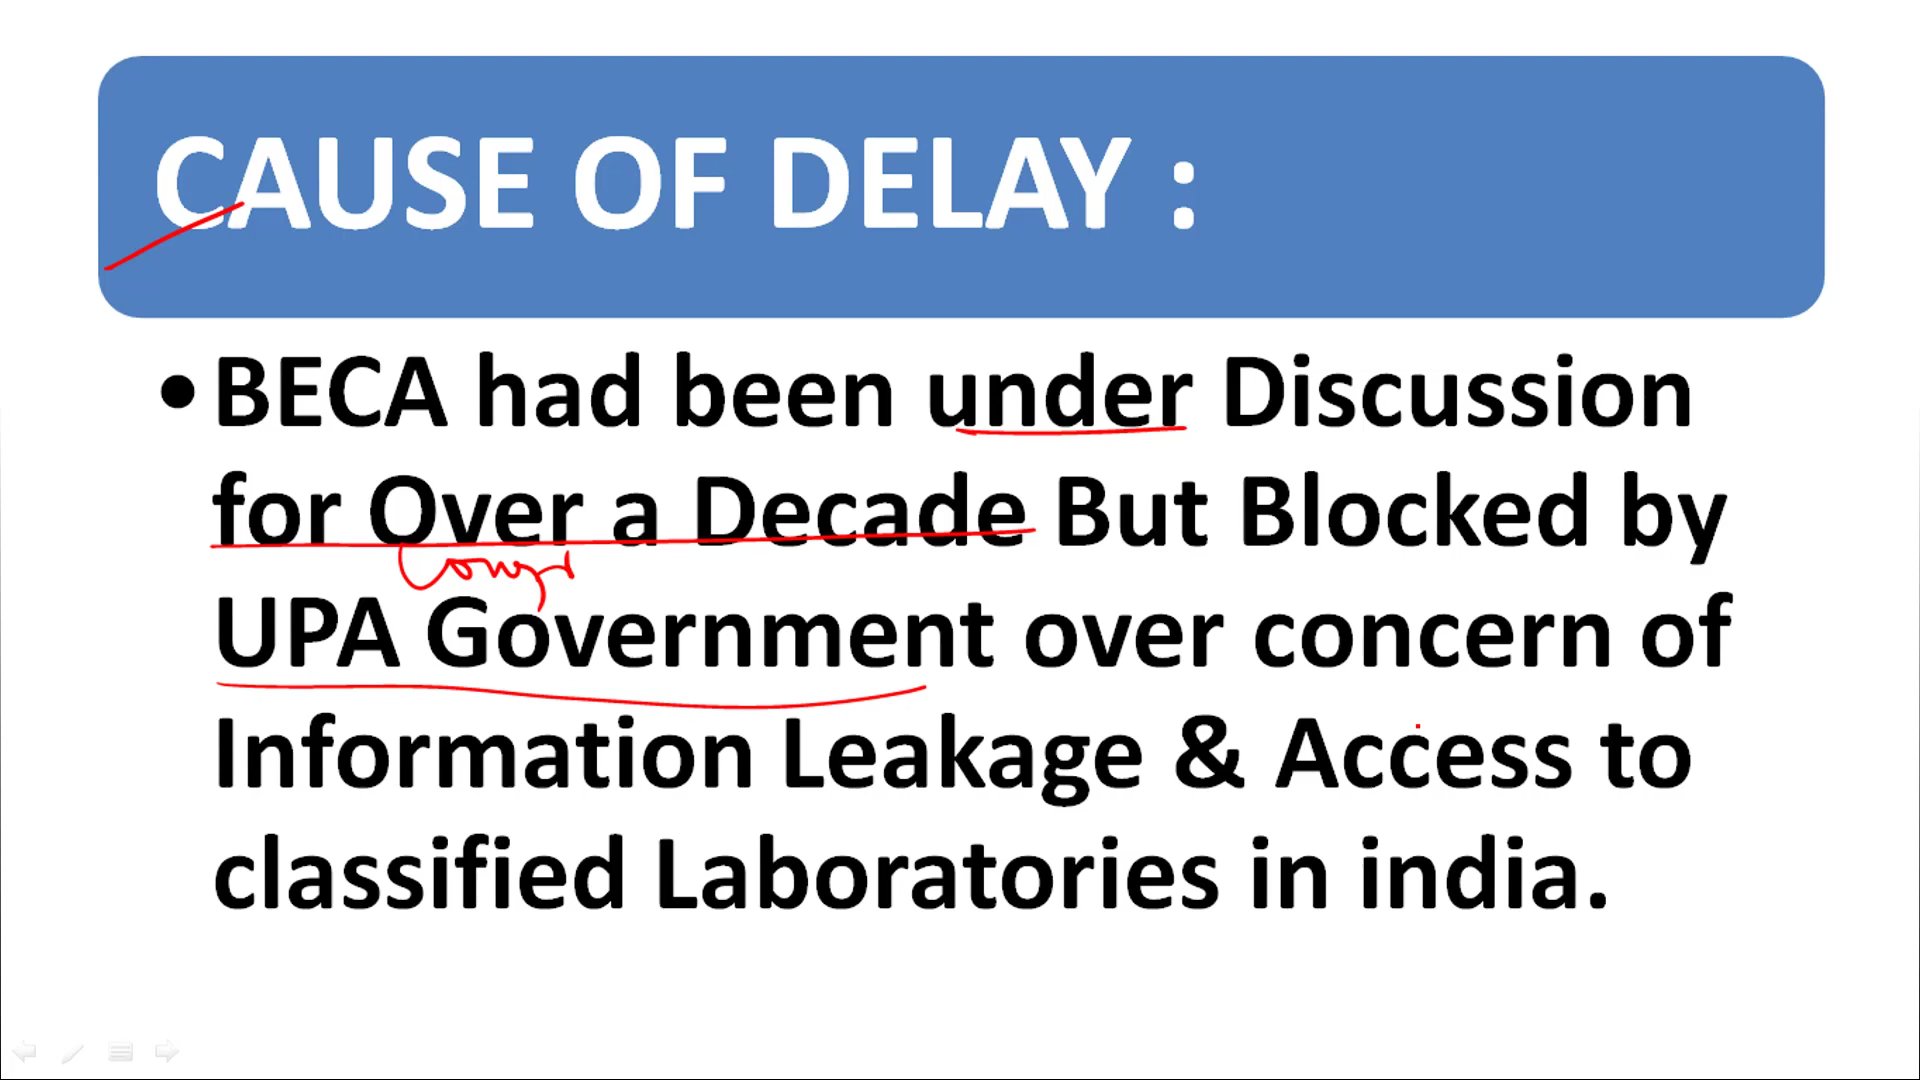 CAUSE OF DELAY :
• BECA had been under Discussion
for Over a Decade But Blocked by
UPA Government over concern of
Information Leakage & Access to
classified Laboratories in india.